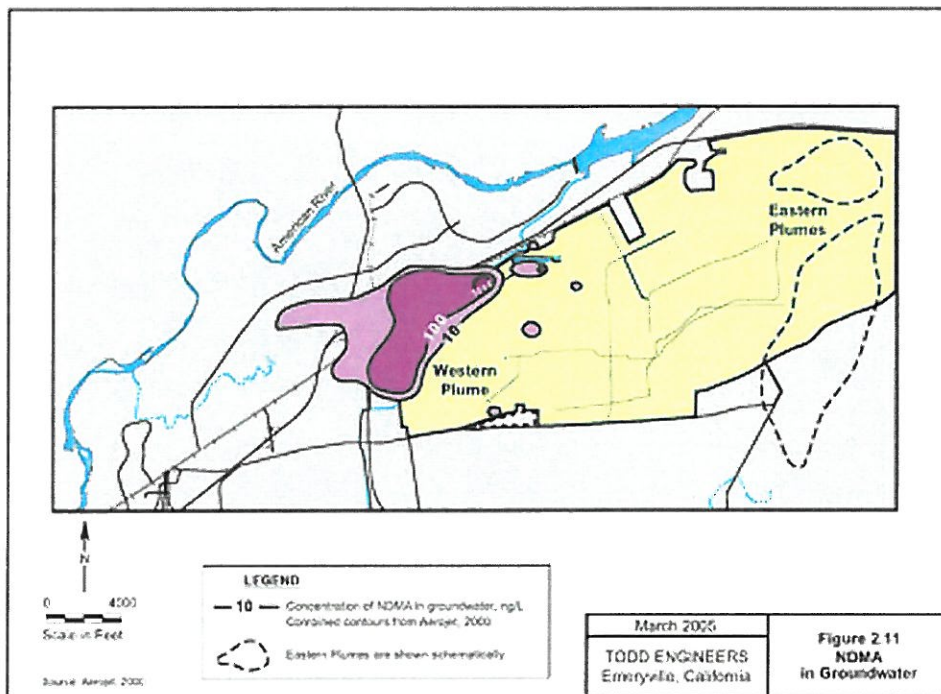 American River
Eastern
Plumes
100
10
Western
Plume
N
0 4000
Scale in Feet
LEGEND
10 Concentration of NDMA in groundwater, ng/L
Combined contours from Aerojet, 2000
Eastern Plumes are shown schematically
Source: Aerojet, 2000
March 2005
TODD ENGINEERS
Emeryville, California
Figure 2.11
NDMA
in Groundwater